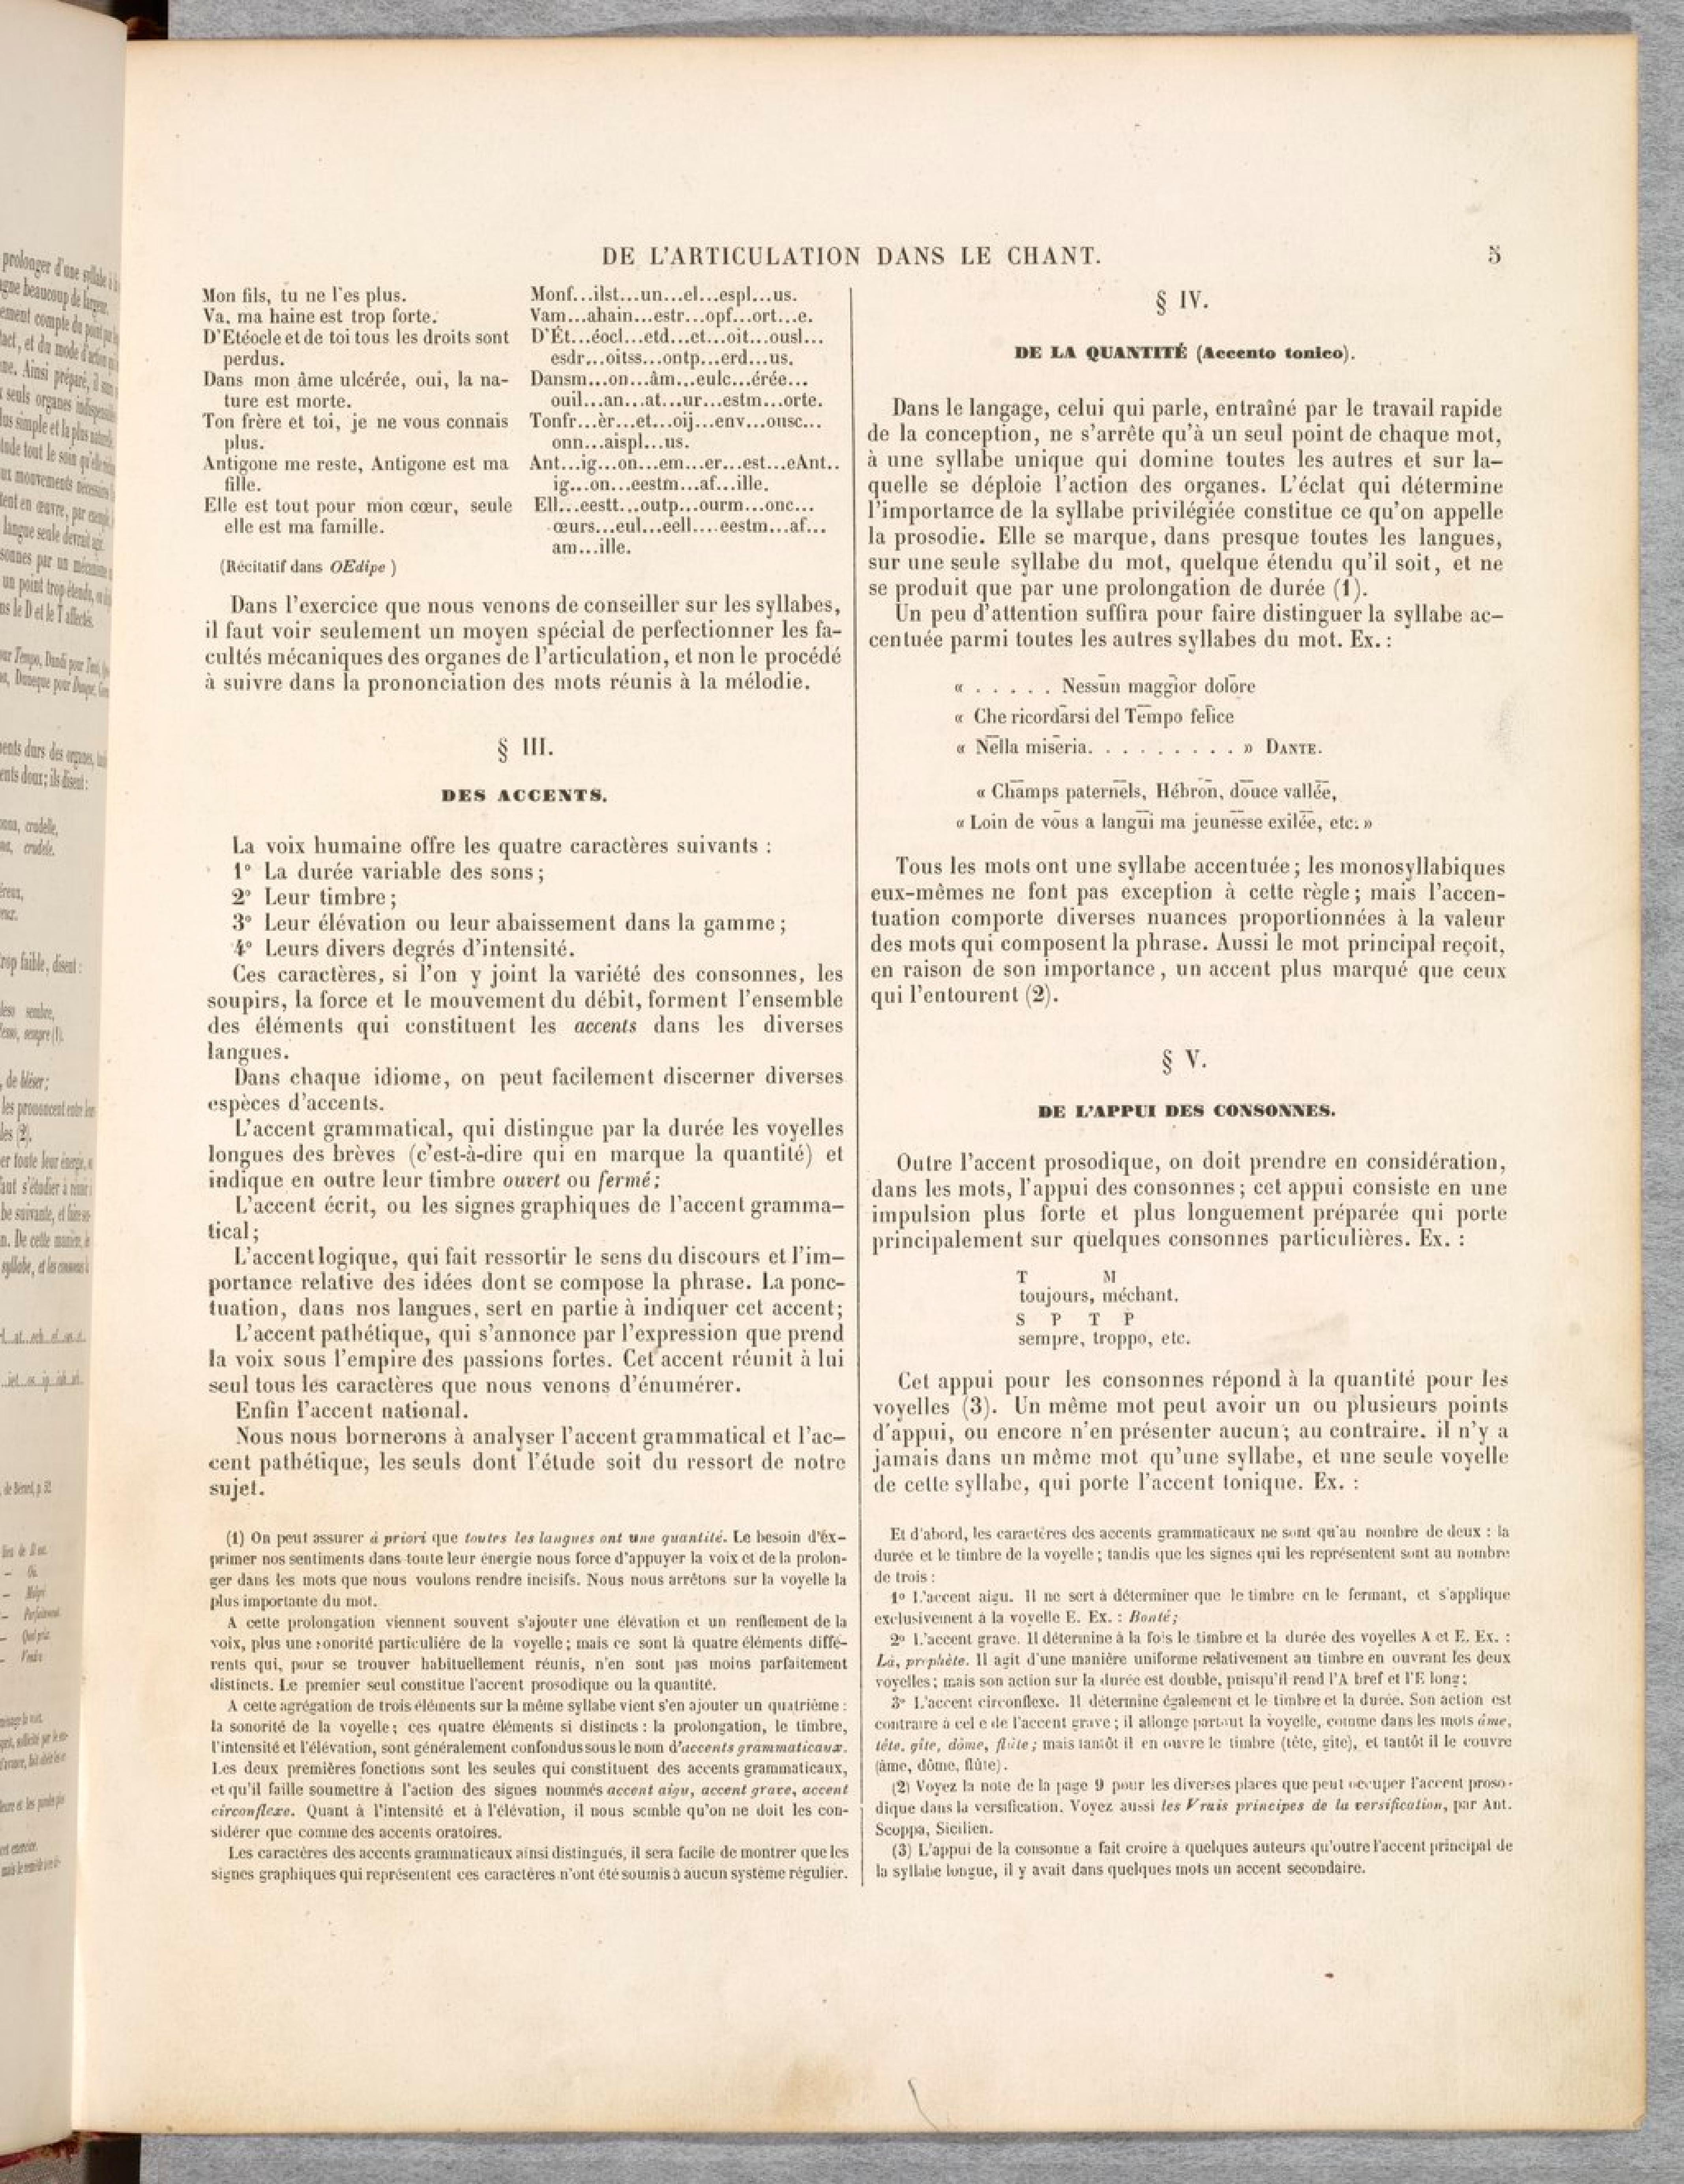 DE L'ARTICULATION DANS LE CHANT.
5
Mon fils, tu ne l'es plus.
Va, ma haine est trop forte.
D'Etéocle et de toi tous les droits sont
perdus.
Dans mon âme ulcérée, oui, la na-
ture est morte.
Ton frère et toi, je ne vous connais
plus.
Antigone me reste, Antigone est ma
fille.
Elle est tout pour mon cœur, seule
elle est ma famille.
(Récitatif dans OEdipe )
Monf...ilst...un...el...espl...us.
Vam...ahain...estr...opf...ort...e.
D'Ét...éocl...etd...et...oit...ousl...
esdr...oitss...ontp...erd...us.
Dansm...on...âm...eulc...érée...
ouil...an...at...ur...estm...orte.
Tonfr...èr...et...oij...env...ousc...
onn...aispl...us.
Ant...ig...on...em...er...est...eAnt..
ig...on...eestm...af...ille.
Ell...eestt...outp...ourm...onc...
œurs...eul...eell....eestm...af...
am...ille.
Dans l'exercice que nous venons de conseiller sur les syllabes,
il faut voir seulement un moyen spécial de perfectionner les fa-
cultés mécaniques des organes de l'articulation, et non le procédé
à suivre dans la prononciation des mots réunis à la mélodie.
§ III.
DES ACCENTS.
La voix humaine offre les quatre caractères suivants :
1° La durée variable des sons ;
2° Leur timbre ;
3° Leur élévation ou leur abaissement dans la gamme ;
4° Leurs divers degrés d'intensité.
Ces caractères, si l'on y joint la variété des consonnes, les
soupirs, la force et le mouvement du débit, forment l'ensemble
des éléments qui constituent les accents dans les diverses
langues.
Dans chaque idiome, on peut facilement discerner diverses
espèces d'accents.
L'accent grammatical, qui distingue par la durée les voyelles
longues des brèves (c'est-à-dire qui en marque la quantité) et
indique en outre leur timbre ouvert ou fermé ;
L'accent écrit, ou les signes graphiques de l'accent gramma-
tical ;
L'accent logique, qui fait ressortir le sens du discours et l'im-
portance relative des idées dont se compose la phrase. La ponc-
tuation, dans nos langues, sert en partie à indiquer cet accent;
L'accent pathétique, qui s'annonce par l'expression que prend
la voix sous l'empire des passions fortes. Cet accent réunit à lui
seul tous les caractères que nous venons d'énumérer.
Enfin l'accent national.
Nous nous bornerons à analyser l'accent grammatical et l'ac-
cent pathétique, les seuls dont l'étude soit du ressort de notre
sujet.
(1) On peut assurer à priori que toutes les langues ont une quantité. Le besoin d'ex-
primer nos sentiments dans toute leur énergie nous force d'appuyer la voix et de la prolon-
ger dans les mots que nous voulons rendre incisifs. Nous nous arrêtons sur la voyelle la
plus importante du mot.
A cette prolongation viennent souvent s'ajouter une élévation et un renflement de la
voix, plus une sonorité particulière de la voyelle ; mais ce sont là quatre éléments diffé-
rents qui, pour se trouver habituellement réunis, n'en sont pas moins parfaitement
distincts. Le premier seul constitue l'accent prosodique ou la quantité.
A cette agrégation de trois éléments sur la même syllabe vient s'en ajouter un quatrième :
la sonorité de la voyelle ; ces quatre éléments si distincts : la prolongation, le timbre,
l'intensité et l'élévation, sont généralement confondus sous le nom d'accents grammaticaux.
Les deux premières fonctions sont les seules qui constituent des accents grammaticaux,
et qu'il faille soumettre à l'action des signes nommés accent aigu, accent grave, accent
circonflexe. Quant à l'intensité et à l'élévation, il nous semble qu'on ne doit les con-
sidérer que comme des accents oratoires.
Les caractères des accents grammaticaux ainsi distingués, il sera facile de montrer que les
signes graphiques qui représentent ces caractères n'ont été soumis à aucun système régulier.
§ IV.
DE LA QUANTITÉ (Accento tonico).
Dans le langage, celui qui parle, entraîné par le travail rapide
de la conception, ne s'arrête qu'à un seul point de chaque mot,
à une syllabe unique qui domine toutes les autres et sur la-
quelle se déploie l'action des organes. L'éclat qui détermine
l'importance de la syllabe privilégiée constitue ce qu'on appelle
la prosodie. Elle se marque, dans presque toutes les langues,
sur une seule syllabe du mot, quelque étendu qu'il soit, et ne
se produit que par une prolongation de durée (1).
Un peu d'attention suffira pour faire distinguer la syllabe ac-
centuée parmi toutes les autres syllabes du mot. Ex. :
« . . . . . Nessūn maggīor dolōre
« Che ricordārsi del Tēmpo felīce
« Nēlla misēria. . . . . . . . . » DANTE.
« Chāmps paternēls, Hébrōn, dōuce vallēe,
« Loin de vōus a languī ma jeunēsse exilēe, etc. »
Tous les mots ont une syllabe accentuée ; les monosyllabiques
eux-mêmes ne font pas exception à cette règle ; mais l'accen-
tuation comporte diverses nuances proportionnées à la valeur
des mots qui composent la phrase. Aussi le mot principal reçoit,
en raison de son importance, un accent plus marqué que ceux
qui l'entourent (2).
§ V.
DE L'APPUI DES CONSONNES.
Outre l'accent prosodique, on doit prendre en considération,
dans les mots, l'appui des consonnes ; cet appui consiste en une
impulsion plus forte et plus longuement préparée qui porte
principalement sur quelques consonnes particulières. Ex. :
T M
toujours, méchant.
S P T P
sempre, troppo, etc.
Cet appui pour les consonnes répond à la quantité pour les
voyelles (3). Un même mot peut avoir un ou plusieurs points
d'appui, ou encore n'en présenter aucun ; au contraire, il n'y a
jamais dans un même mot qu'une syllabe, et une seule voyelle
de cette syllabe, qui porte l'accent tonique. Ex. :
Et d'abord, les caractères des accents grammaticaux ne sont qu'au nombre de deux : la
durée et le timbre de la voyelle ; tandis que les signes qui les représentent sont au nombre
de trois :
1° L'accent aigu. Il ne sert à déterminer que le timbre en le fermant, et s'applique
exclusivement à la voyelle E. Ex. : Bonté;
2° L'accent grave. Il détermine à la fois le timbre et la durée des voyelles A et E. Ex. :
Là, prophète. Il agit d'une manière uniforme relativement au timbre en ouvrant les deux
voyelles ; mais son action sur la durée est double, puisqu'il rend l'A bref et l'E long ;
3° L'accent circonflexe. Il détermine également et le timbre et la durée. Son action est
contraire à cel e de l'accent grave ; il allonge partout la voyelle, comme dans les mots âme,
tête, gîte, dôme, flûte ; mais tantôt il en ouvre le timbre (tête, gîte), et tantôt il le couvre
(âme, dôme, flûte).
(2) Voyez la note de la page 9 pour les diverses places que peut occuper l'accent proso-
dique dans la versification. Voyez aussi les Vrais principes de la versification, par Ant.
Scoppa, Sicilien.
(3) L'appui de la consonne a fait croire à quelques auteurs qu'outre l'accent principal de
la syllabe longue, il y avait dans quelques mots un accent secondaire.